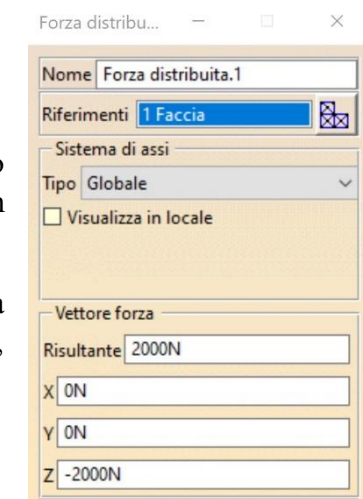 Forza distribu...
Nome Forza distribuita.1
Riferimenti 1 Faccia
Sistema di assi
Tipo Globale
Visualizza in locale
Vettore forza
Risultante 2000N
X 0N
Y 0N
Z -2000N